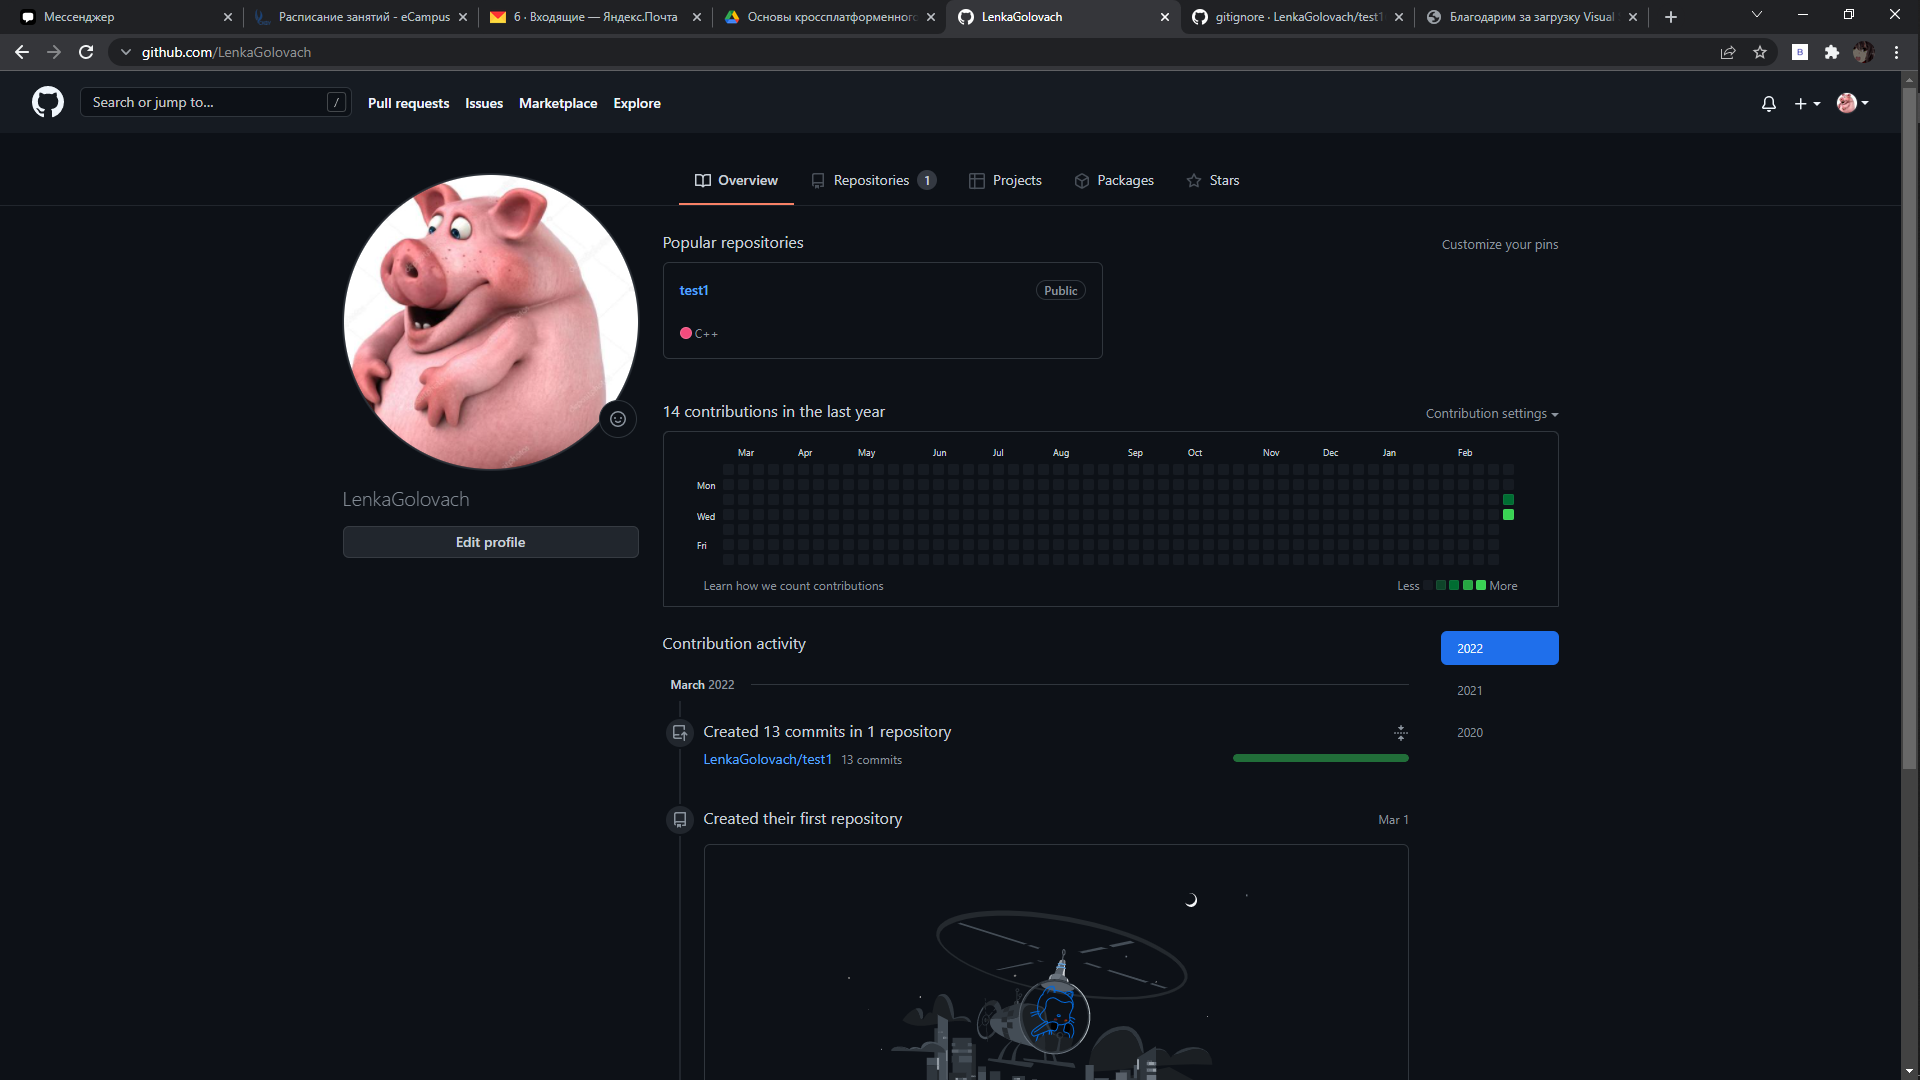 Мессенджер
Расписание занятий - eCampus
6 · Входящие — Яндекс.Почта
Основы кроссплатформенног
LenkaGolovach
gitignore · LenkaGolovach/test1
Благодарим за загрузку Visual
github.com/LenkaGolovach
B
Search or jump to...
/
Pull requests
Issues
Marketplace
Explore
Overview
Repositories 1
Projects
Packages
Stars
Popular repositories
Customize your pins
test1
Public
C++
14 contributions in the last year
Contribution settings
Mar Apr May Jun Jul Aug Sep Oct Nov Dec Jan Feb
Mon
Wed
Fri
Learn how we count contributions
Less
More
LenkaGolovach
Edit profile
Contribution activity
2022
2021
2020
March 2022
Created 13 commits in 1 repository
LenkaGolovach/test1 13 commits
Created their first repository
Mar 1